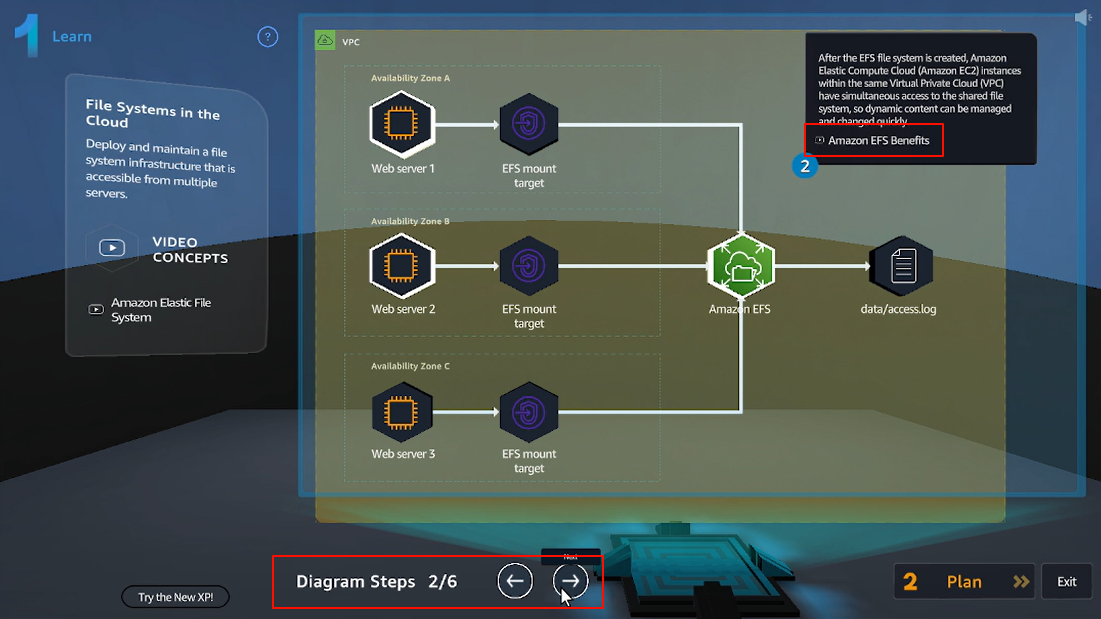 1
Learn
?
File Systems in the
Cloud
Deploy and maintain a file
system infrastructure that is
accessible from multiple
servers.
VIDEO
CONCEPTS
Amazon Elastic File
System
VPC
Availability Zone A
Web server 1
EFS mount
target
Availability Zone B
Web server 2
EFS mount
target
Amazon EFS
data/access.log
Availability Zone C
Web server 3
EFS mount
target
After the EFS file system is created, Amazon
Elastic Compute Cloud (Amazon EC2) instances
within the same Virtual Private Cloud (VPC)
have simultaneous access to the shared file
system, so dynamic content can be managed
and changed quickly.
Amazon EFS Benefits
2
Next
Diagram Steps 2/6
Try the New XP!
2 Plan
Exit